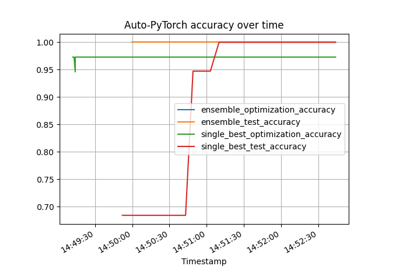 Auto-PyTorch accuracy over time
1.00
0.95
0.90
0.85
0.80
0.75
0.70
ensemble_optimization_accuracy
ensemble_test_accuracy
single_best_optimization_accuracy
single_best_test_accuracy
14:49:30
14:50:00
14:50:30
14:51:00
14:51:30
14:52:00
14:52:30
Timestamp